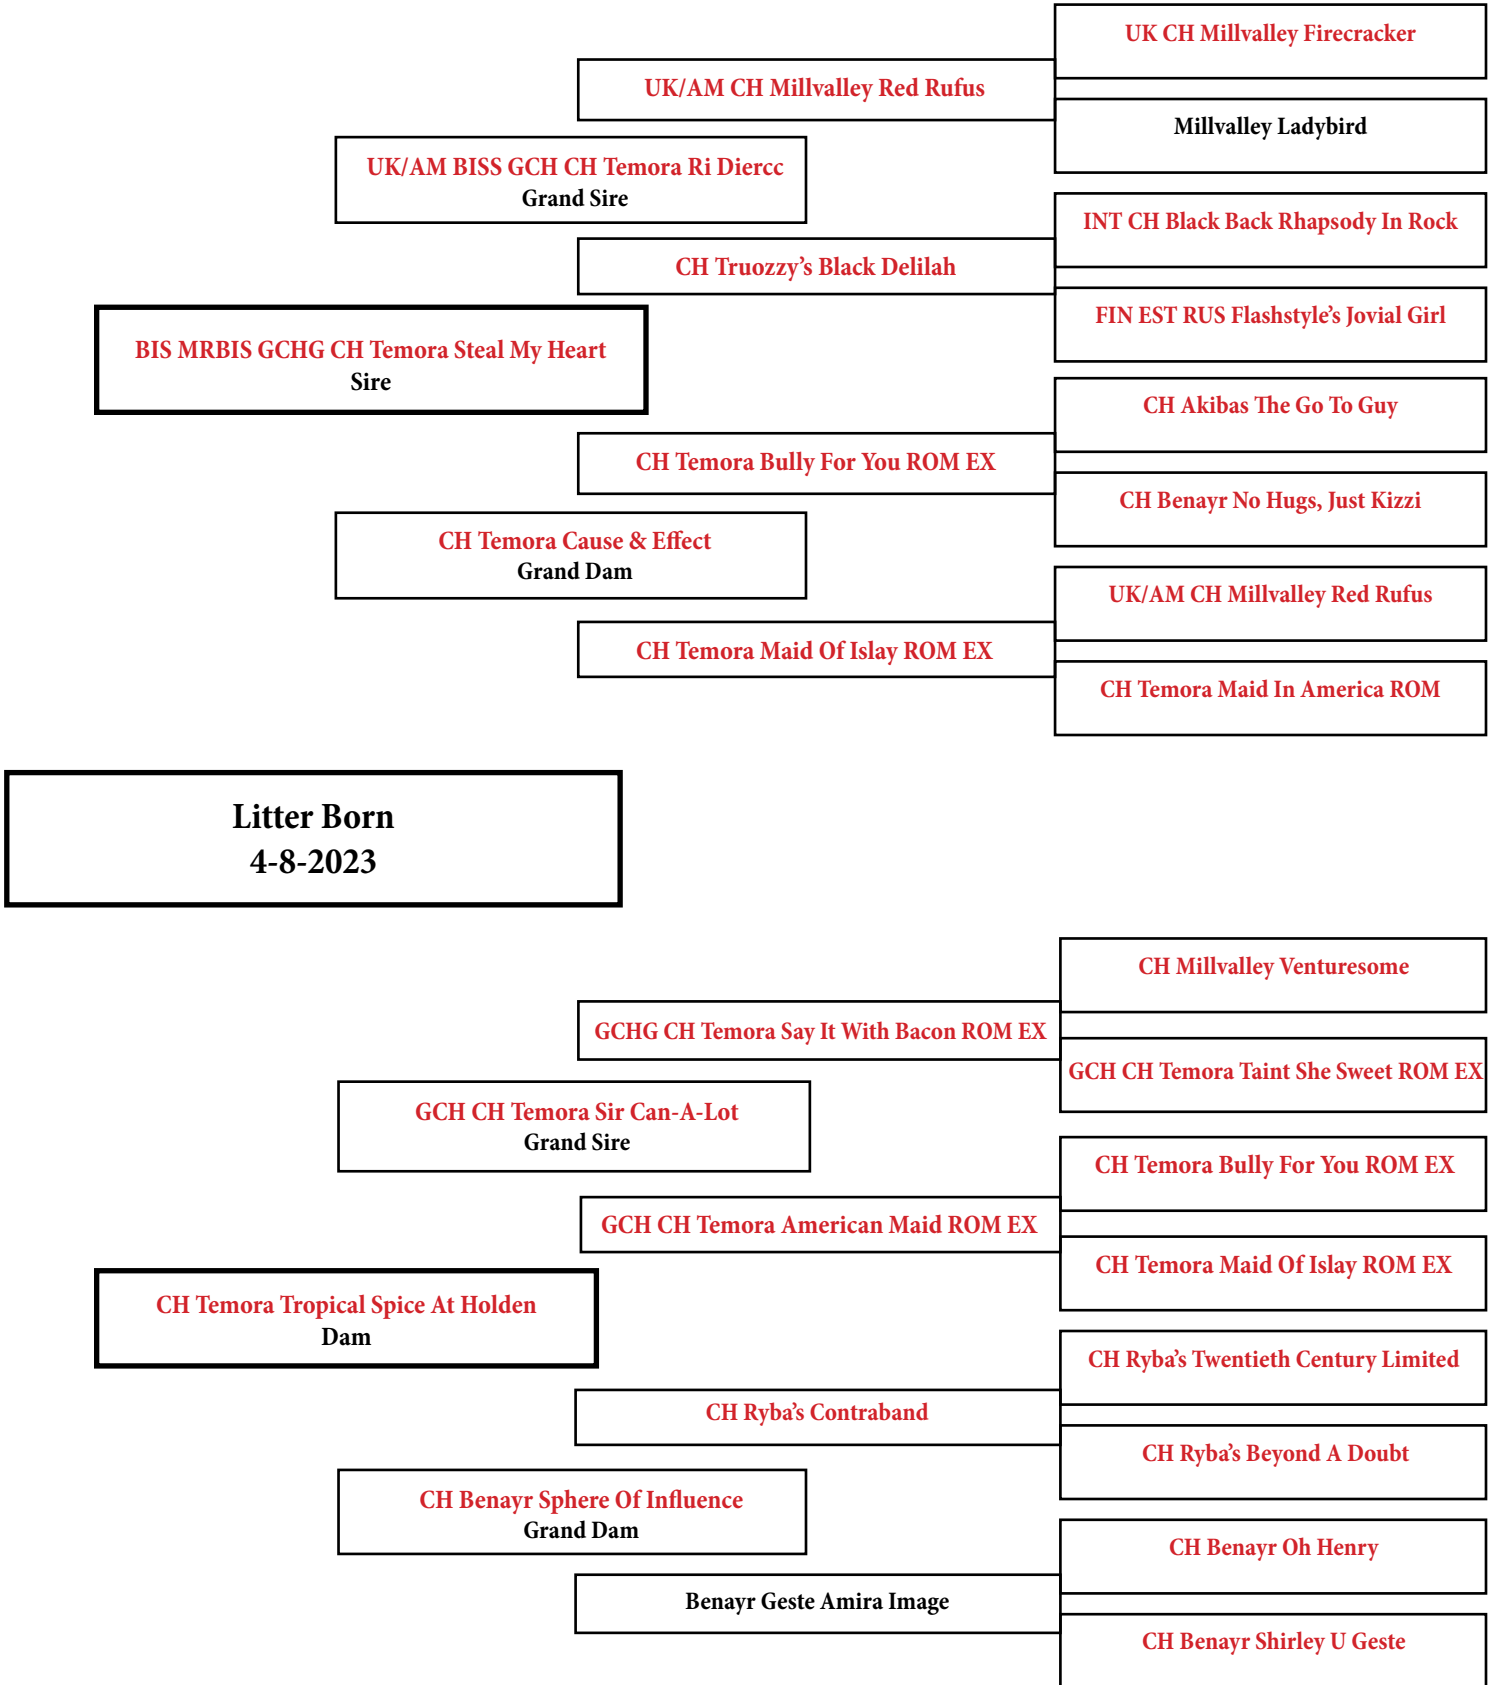 UK CH Millvalley Firecracker
UK/AM CH Millvalley Red Rufus
Millvalley Ladybird
UK/AM BISS GCH CH Temora Ri Diercc
Grand Sire
INT CH Black Back Rhapsody In Rock
CH Truozzy’s Black Delilah
FIN EST RUS Flashstyle’s Jovial Girl
BIS MRBIS GCHG CH Temora Steal My Heart
Sire
CH Akibas The Go To Guy
CH Temora Bully For You ROM EX
CH Benayr No Hugs, Just Kizzi
CH Temora Cause & Effect
Grand Dam
UK/AM CH Millvalley Red Rufus
CH Temora Maid Of Islay ROM EX
CH Temora Maid In America ROM
Litter Born
4-8-2023
CH Millvalley Venturesome
GCHG CH Temora Say It With Bacon ROM EX
GCH CH Temora Taint She Sweet ROM EX
GCH CH Temora Sir Can-A-Lot
Grand Sire
CH Temora Bully For You ROM EX
GCH CH Temora American Maid ROM EX
CH Temora Maid Of Islay ROM EX
CH Temora Tropical Spice At Holden
Dam
CH Ryba’s Twentieth Century Limited
CH Ryba’s Contraband
CH Ryba’s Beyond A Doubt
CH Benayr Sphere Of Influence
Grand Dam
CH Benayr Oh Henry
Benayr Geste Amira Image
CH Benayr Shirley U Geste